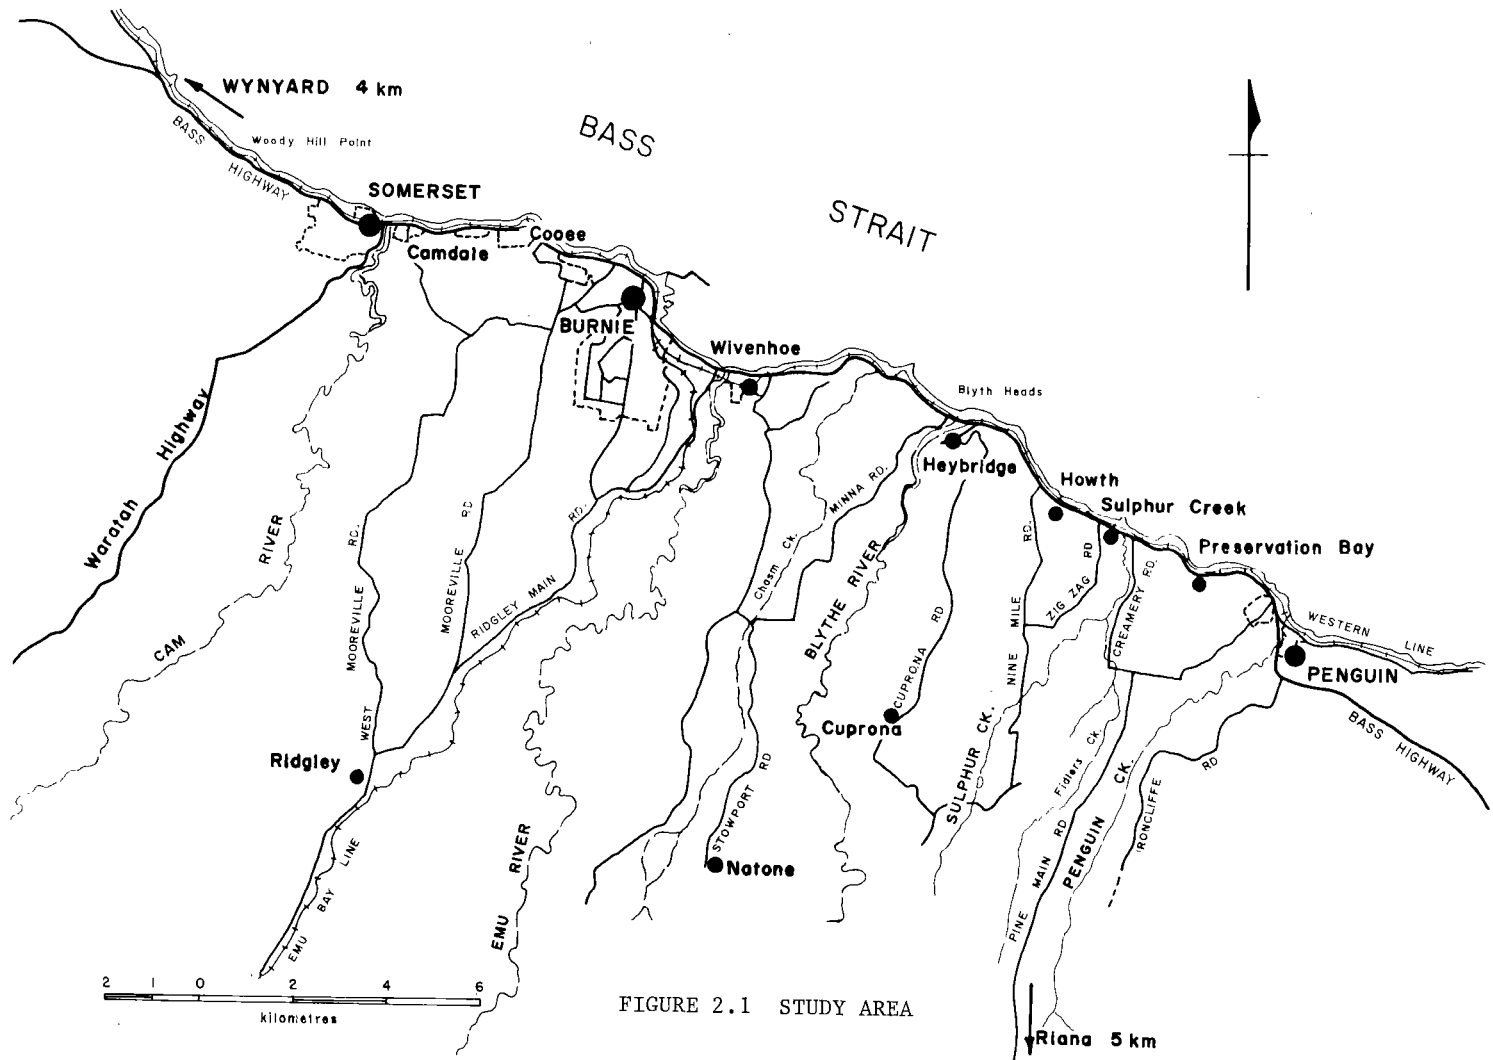 WYNYARD 4 km
BASS
STRAIT
Woody Hill Point
BASS
HIGHWAY
SOMERSET
Camdale
Cooee
BURNIE
Wivenhoe
Blyth Heads
Heybridge
Howth
Sulphur Creek
Preservation Bay
WESTERN LINE
PENGUIN
BASS HIGHWAY
Waratah Highway
CAM RIVER
WEST MOOREVILLE RD.
MOOREVILLE RD
RIDGLEY MAIN RD.
Chasm Ck.
MINNA RD.
BLYTHE RIVER
CUPRONA RD
NINE MILE RD.
ZIG ZAG RD
CREAMERY RD.
Cuprona
SULPHUR CK.
Fidlers Ck.
PENGUIN CK.
IRONCLIFFE RD
PINE MAIN RD
Ridgley
EMU BAY LINE
EMU RIVER
STOWPORT RD
Natone
2 1 0 2 4 6
kilometres
FIGURE 2.1 STUDY AREA
Riana 5 km